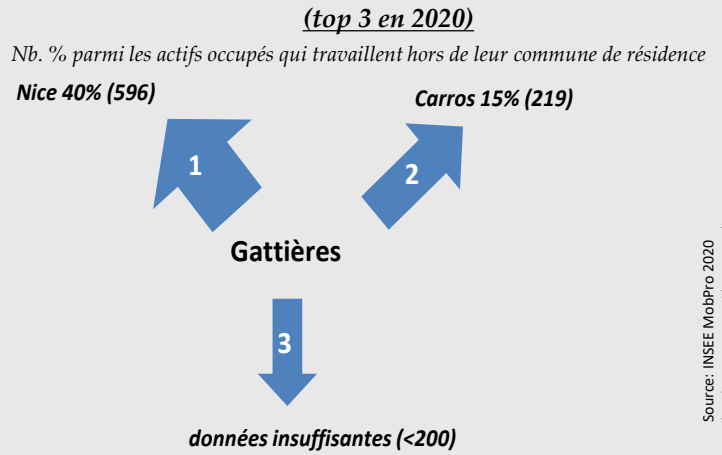 (top 3 en 2020)
Nb. % parmi les actifs occupés qui travaillent hors de leur commune de résidence
Nice 40% (596)
Carros 15% (219)
1
2
Gattières
3
données insuffisantes (<200)
Source: INSEE MobPro 2020